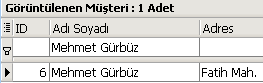 Görüntülenen Müşteri : 1 Adet
ID Adı Soyadı Adres
Mehmet Gürbüz
6 Mehmet Gürbüz Fatih Mah.